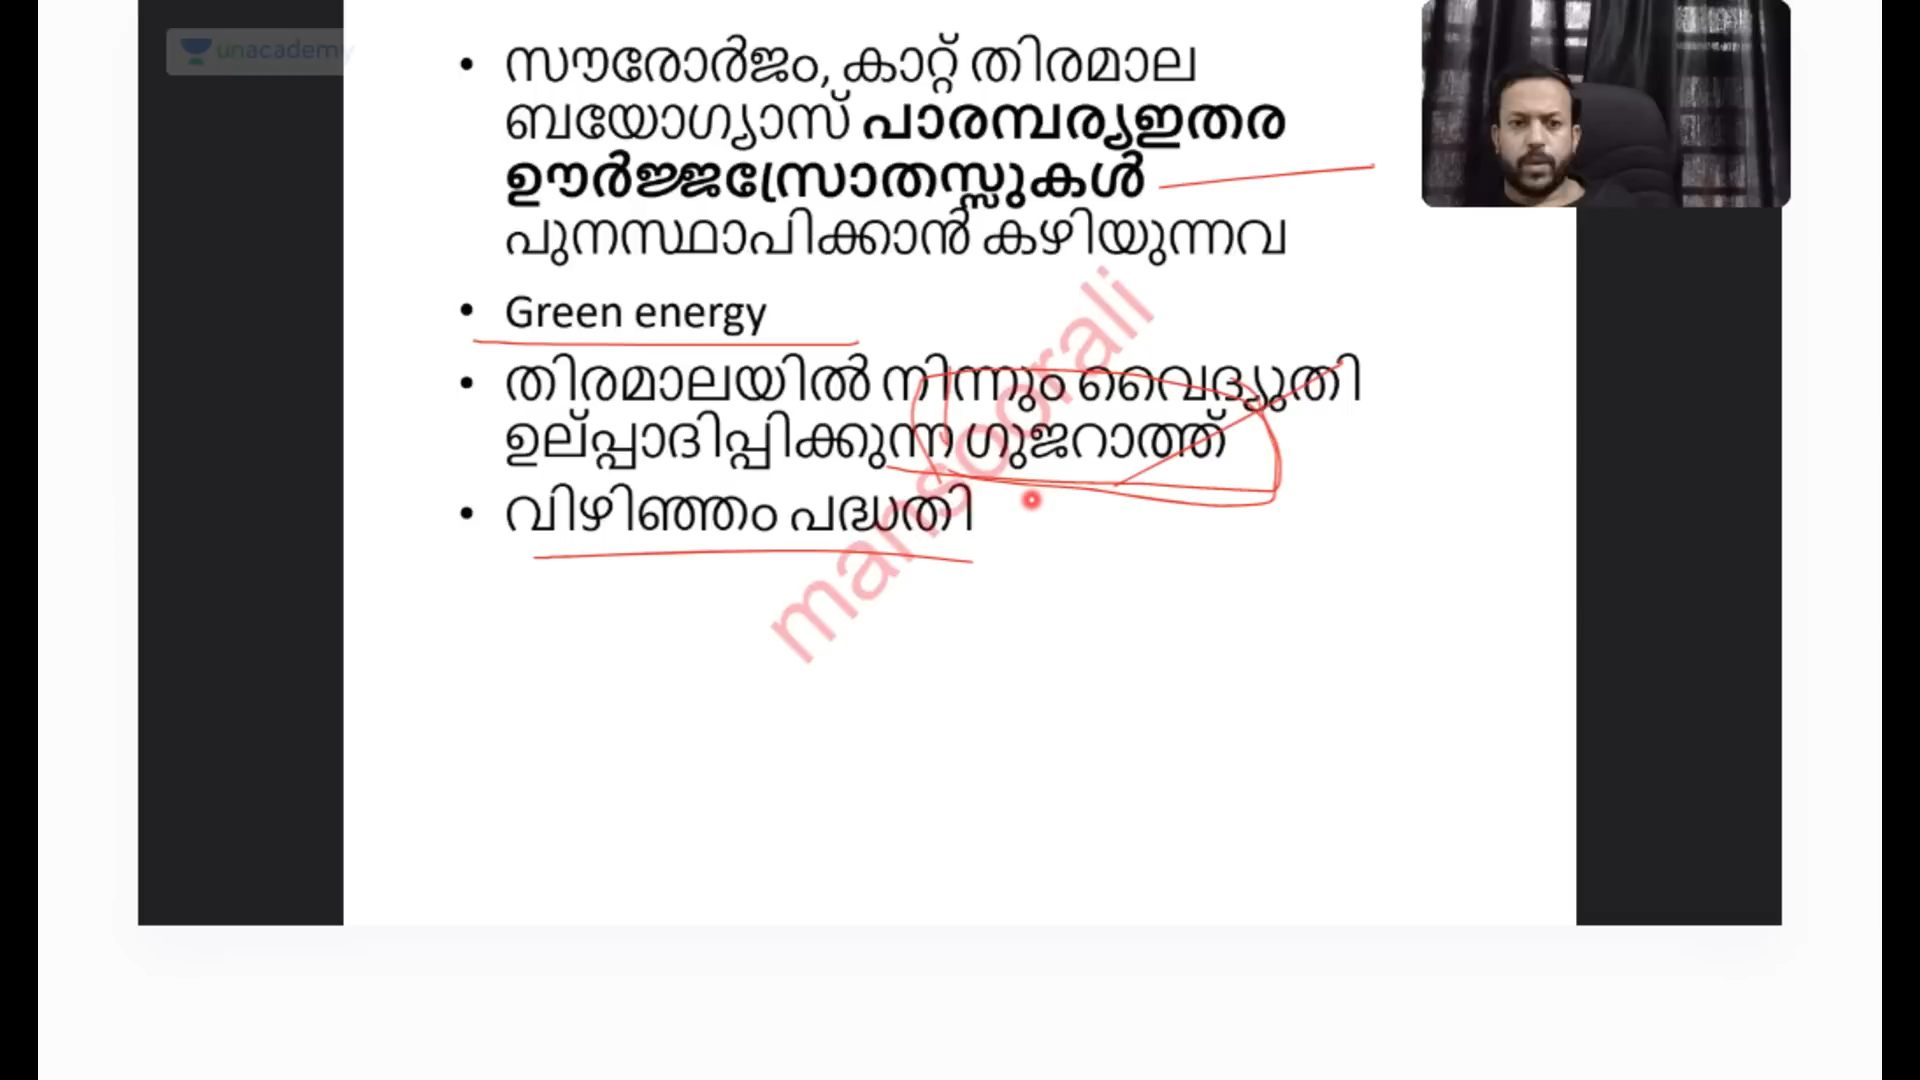 unacademy
സൗരോർജം, കാറ്റ് തിരമാല
ബയോഗ്യാസ് പാരമ്പര്യഇതര
ഊർജ്ജസ്രോതസ്സുകൾ
പുനസ്ഥാപിക്കാൻ കഴിയുന്നവ
Green energy
തിരമാലയിൽ നിന്നും വൈദ്യുതി
ഉല്പ്പാദിപ്പിക്കുന്ന ഗുജറാത്ത്
വിഴിഞ്ഞം പദ്ധതി
mansoorali